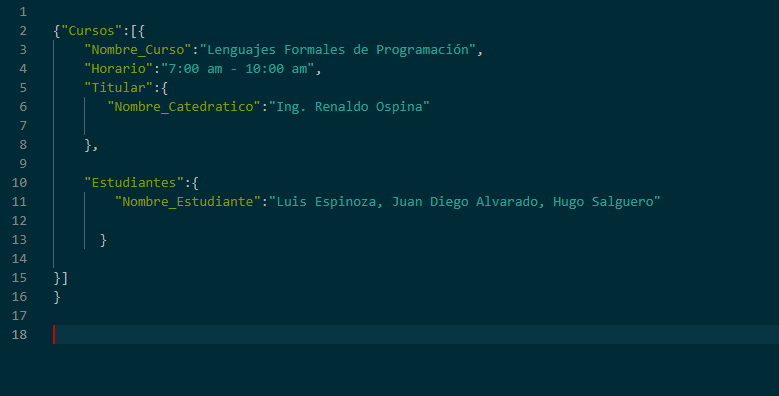 1
2 {"Cursos":[{
3 "Nombre_Curso":"Lenguajes Formales de Programación",
4 "Horario":"7:00 am - 10:00 am",
5 "Titular":{
6 "Nombre_Catedratico":"Ing. Renaldo Ospina"
7
8 },
9
10 "Estudiantes":{
11 "Nombre_Estudiante":"Luis Espinoza, Juan Diego Alvarado, Hugo Salguero"
12
13 }
14
15 }]
16 }
17
18